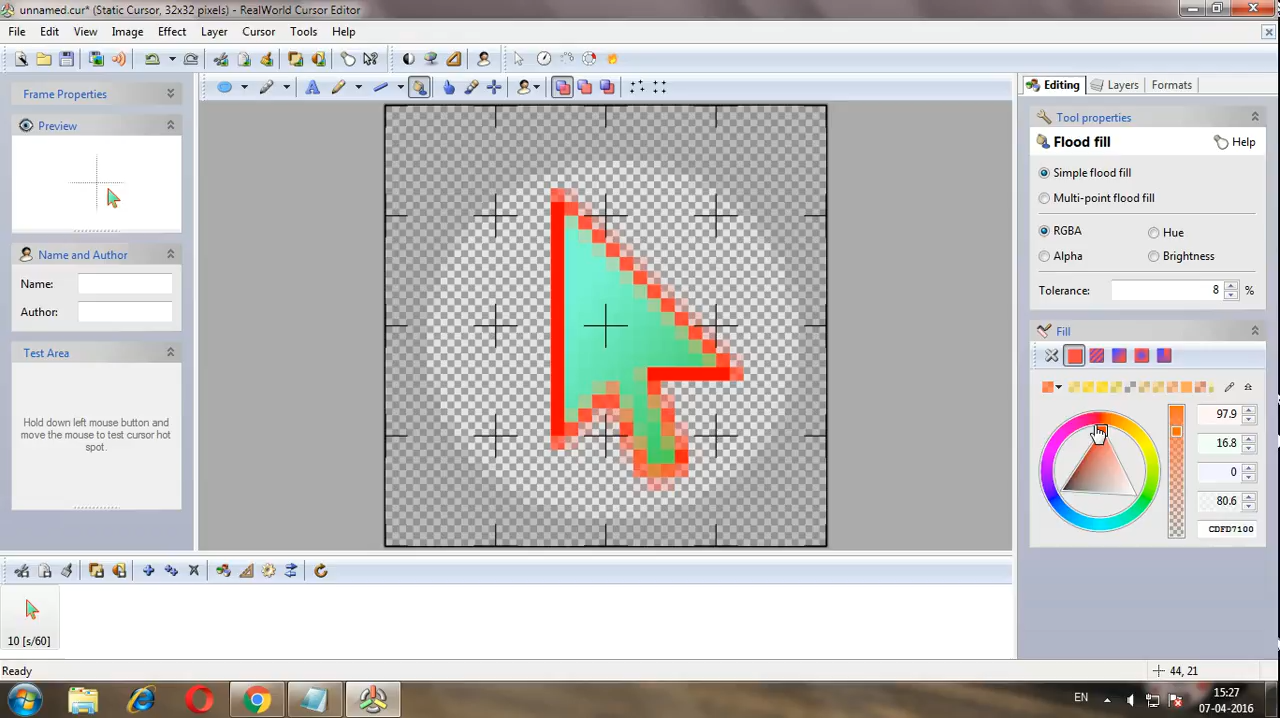 unnamed.cur* (Static Cursor, 32x32 pixels) - RealWorld Cursor Editor
File Edit View Image Effect Layer Cursor Tools Help
Frame Properties
Preview
Name and Author
Name:
Author:
Test Area
Hold down left mouse button and
move the mouse to test cursor hot
spot.
Editing Layers Formats
Tool properties
Flood fill Help
Simple flood fill
Multi-point flood fill
RGBA Hue
Alpha Brightness
Tolerance: 8 %
Fill
97.9
16.8
0
80.6
CDFD7100
10 [s/60]
Ready 44, 21
EN 15:27
07-04-2016